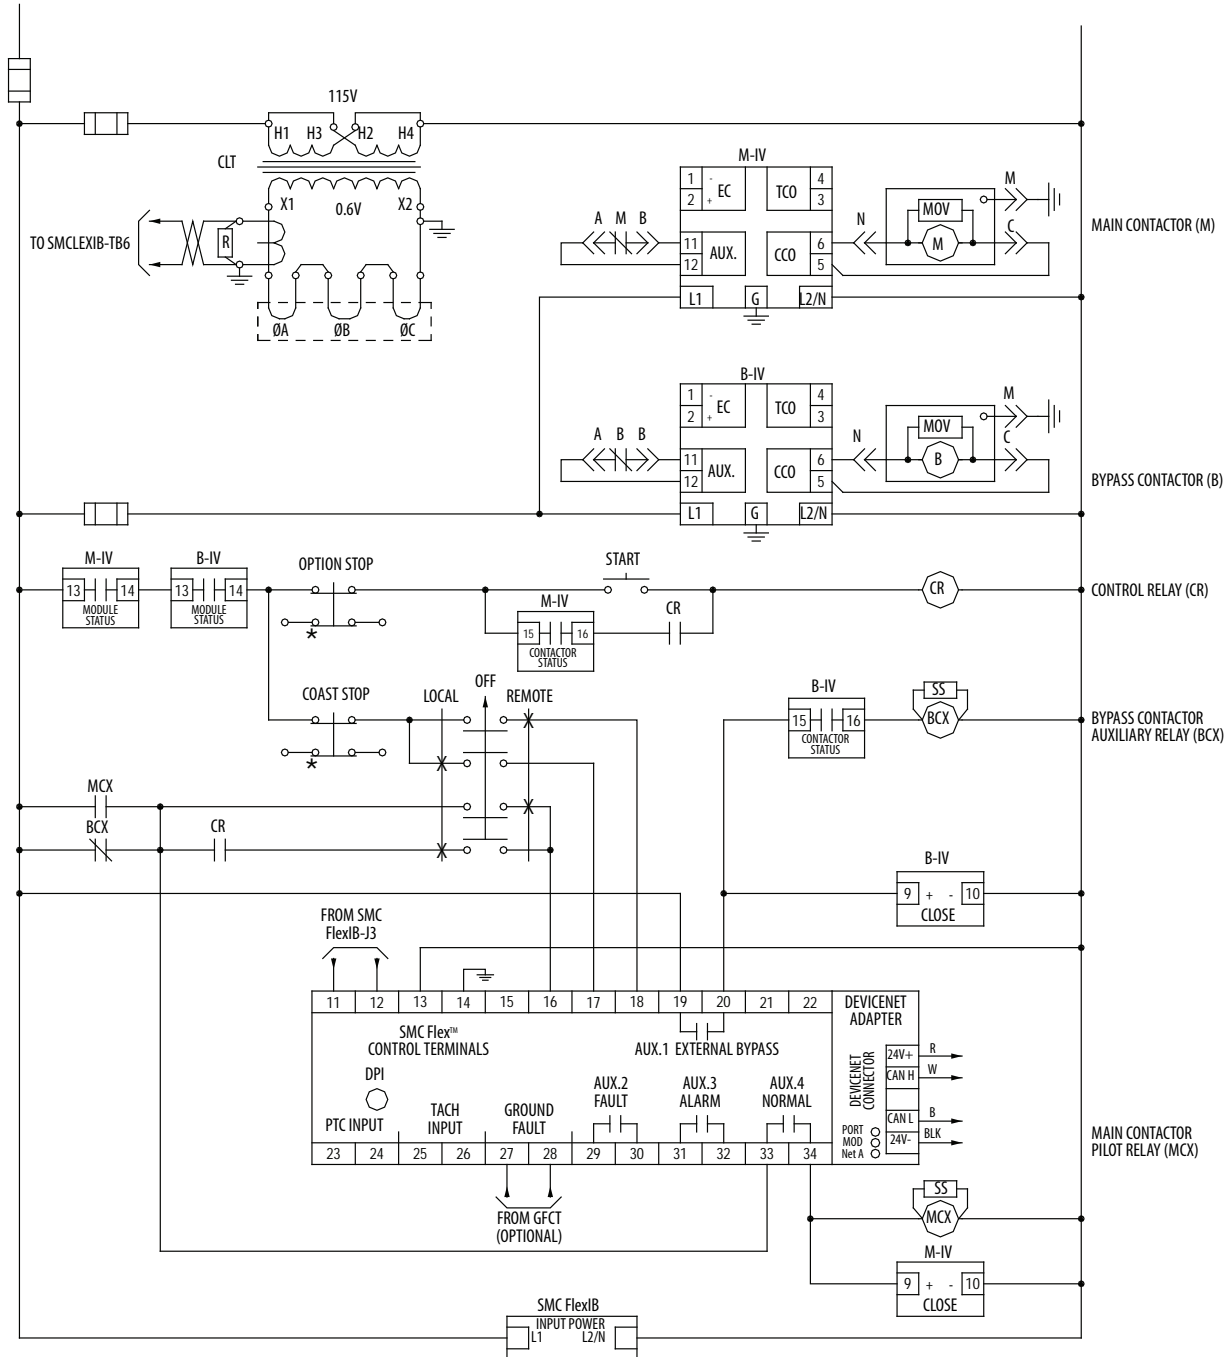 115V
H1 H3 H2 H4
CLT
X1 0.6V X2
TO SMCLEXIB-TB6
R
ØA ØB ØC
M-IV
1 - EC TCO 4
2 + 3
A M B
11 AUX. CCO 6
12 5
L1 G L2/N
N
MOV
M
M
C
MAIN CONTACTOR (M)
B-IV
1 - EC TCO 4
2 + 3
A B B
11 AUX. CCO 6
12 5
L1 G L2/N
N
MOV
B
M
C
BYPASS CONTACTOR (B)
M-IV
13 14
MODULE
STATUS
B-IV
13 14
MODULE
STATUS
OPTION STOP
*
START
M-IV
15 16
CONTACTOR
STATUS
CR
CR
CONTROL RELAY (CR)
COAST STOP
*
LOCAL
OFF
REMOTE
X
X
X
X
B-IV
15 16
CONTACTOR
STATUS
SS
BCX
BYPASS CONTACTOR
AUXILIARY RELAY (BCX)
MCX
BCX
CR
B-IV
9 + - 10
CLOSE
FROM SMC
FlexIB-J3
11 12 13 14 15 16 17 18 19 20 21 22
SMC Flex™
CONTROL TERMINALS
AUX.1 EXTERNAL BYPASS
DPI
PTC INPUT
TACH
INPUT
GROUND
FAULT
AUX.2
FAULT
AUX.3
ALARM
AUX.4
NORMAL
23 24 25 26 27 28 29 30 31 32 33 34
DEVICENET
ADAPTER
DEVICENET
CONNECTOR
24V+ R
CAN H W
CAN L B
24V- BLK
PORT
MOD
Net A
FROM GFCT
(OPTIONAL)
MAIN CONTACTOR
PILOT RELAY (MCX)
SS
MCX
M-IV
9 + - 10
CLOSE
SMC FlexIB
INPUT POWER
L1 L2/N